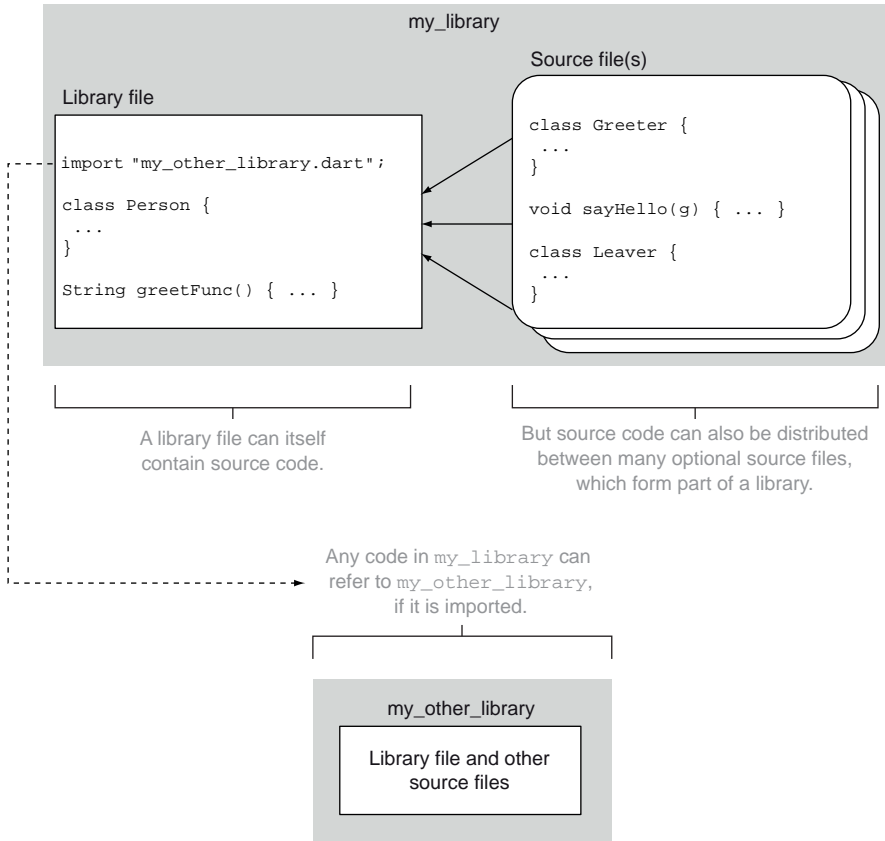 my_library
Library file
import "my_other_library.dart";
class Person {
...
}
String greetFunc() { ... }
Source file(s)
class Greeter {
...
}
void sayHello(g) { ... }
class Leaver {
...
}
A library file can itself
contain source code.
But source code can also be distributed
between many optional source files,
which form part of a library.
Any code in my_library can
refer to my_other_library,
if it is imported.
my_other_library
Library file and other
source files